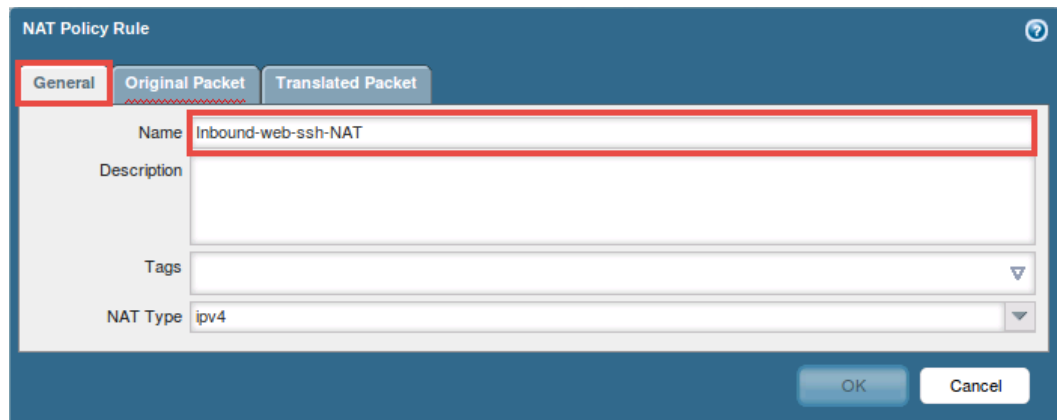 NAT Policy Rule
General Original Packet Translated Packet
Name Inbound-web-ssh-NAT
Description
Tags
NAT Type ipv4
OK Cancel